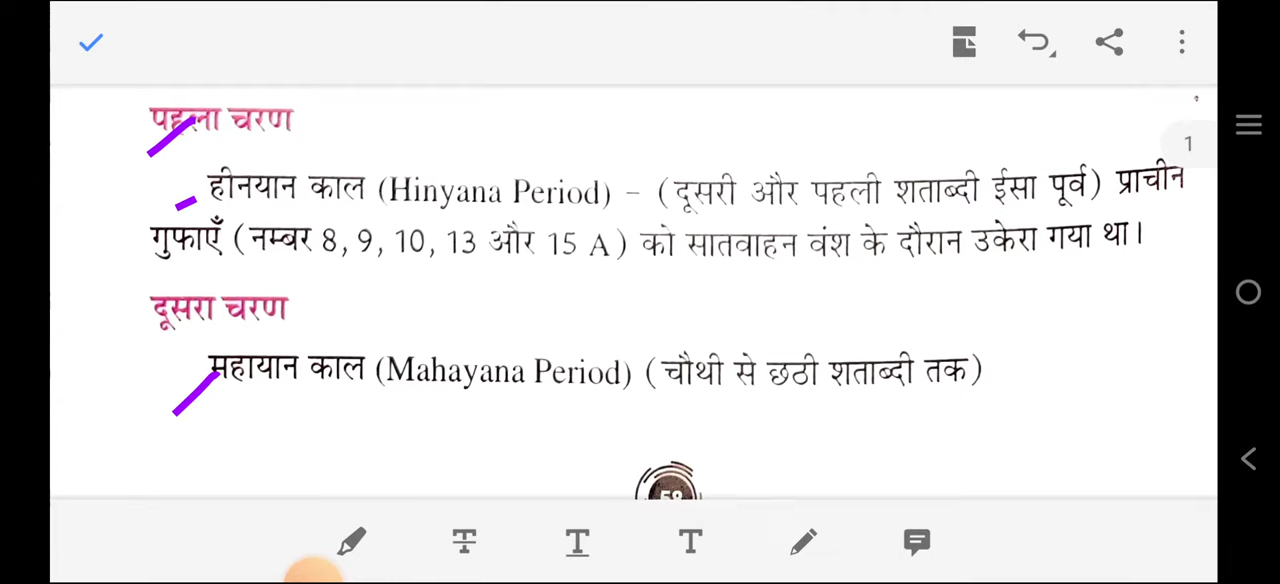 1
पहला चरण
हीनयान काल (Hinyana Period) – (दूसरी और पहली शताब्दी ईसा पूर्व) प्राचीन
गुफाएँ (नम्बर 8, 9, 10, 13 और 15 A) को सातवाहन वंश के दौरान उकेरा गया था।
दूसरा चरण
महायान काल (Mahayana Period) (चौथी से छठी शताब्दी तक)
T
T
T